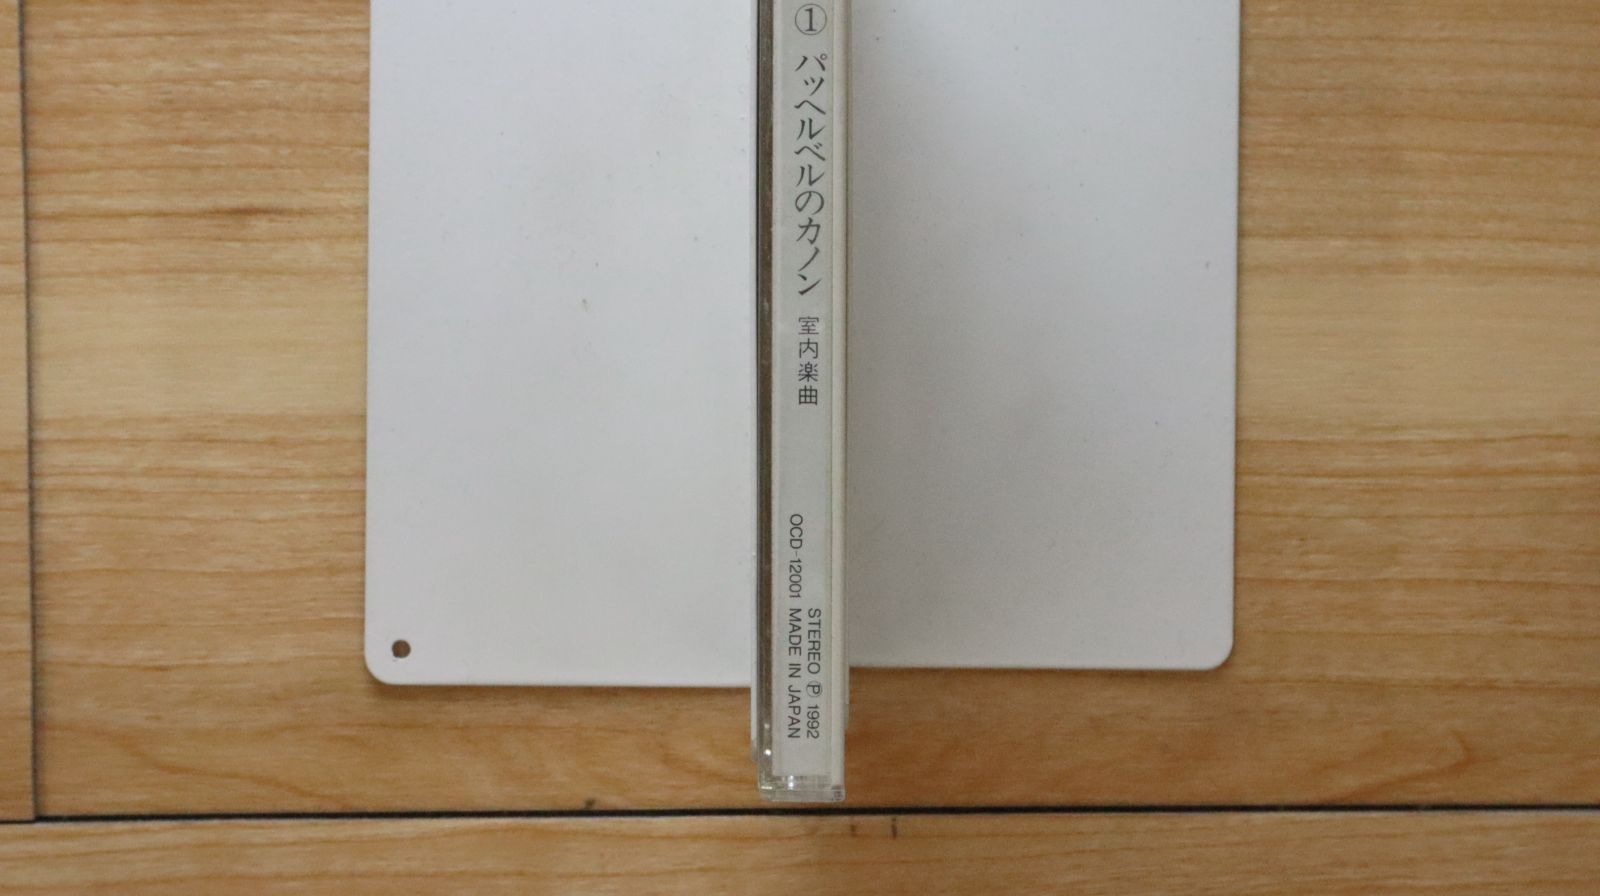 ① パッヘルベルのカノン 室内楽曲
STEREO Ⓟ 1992
OCD-12001 MADE IN JAPAN